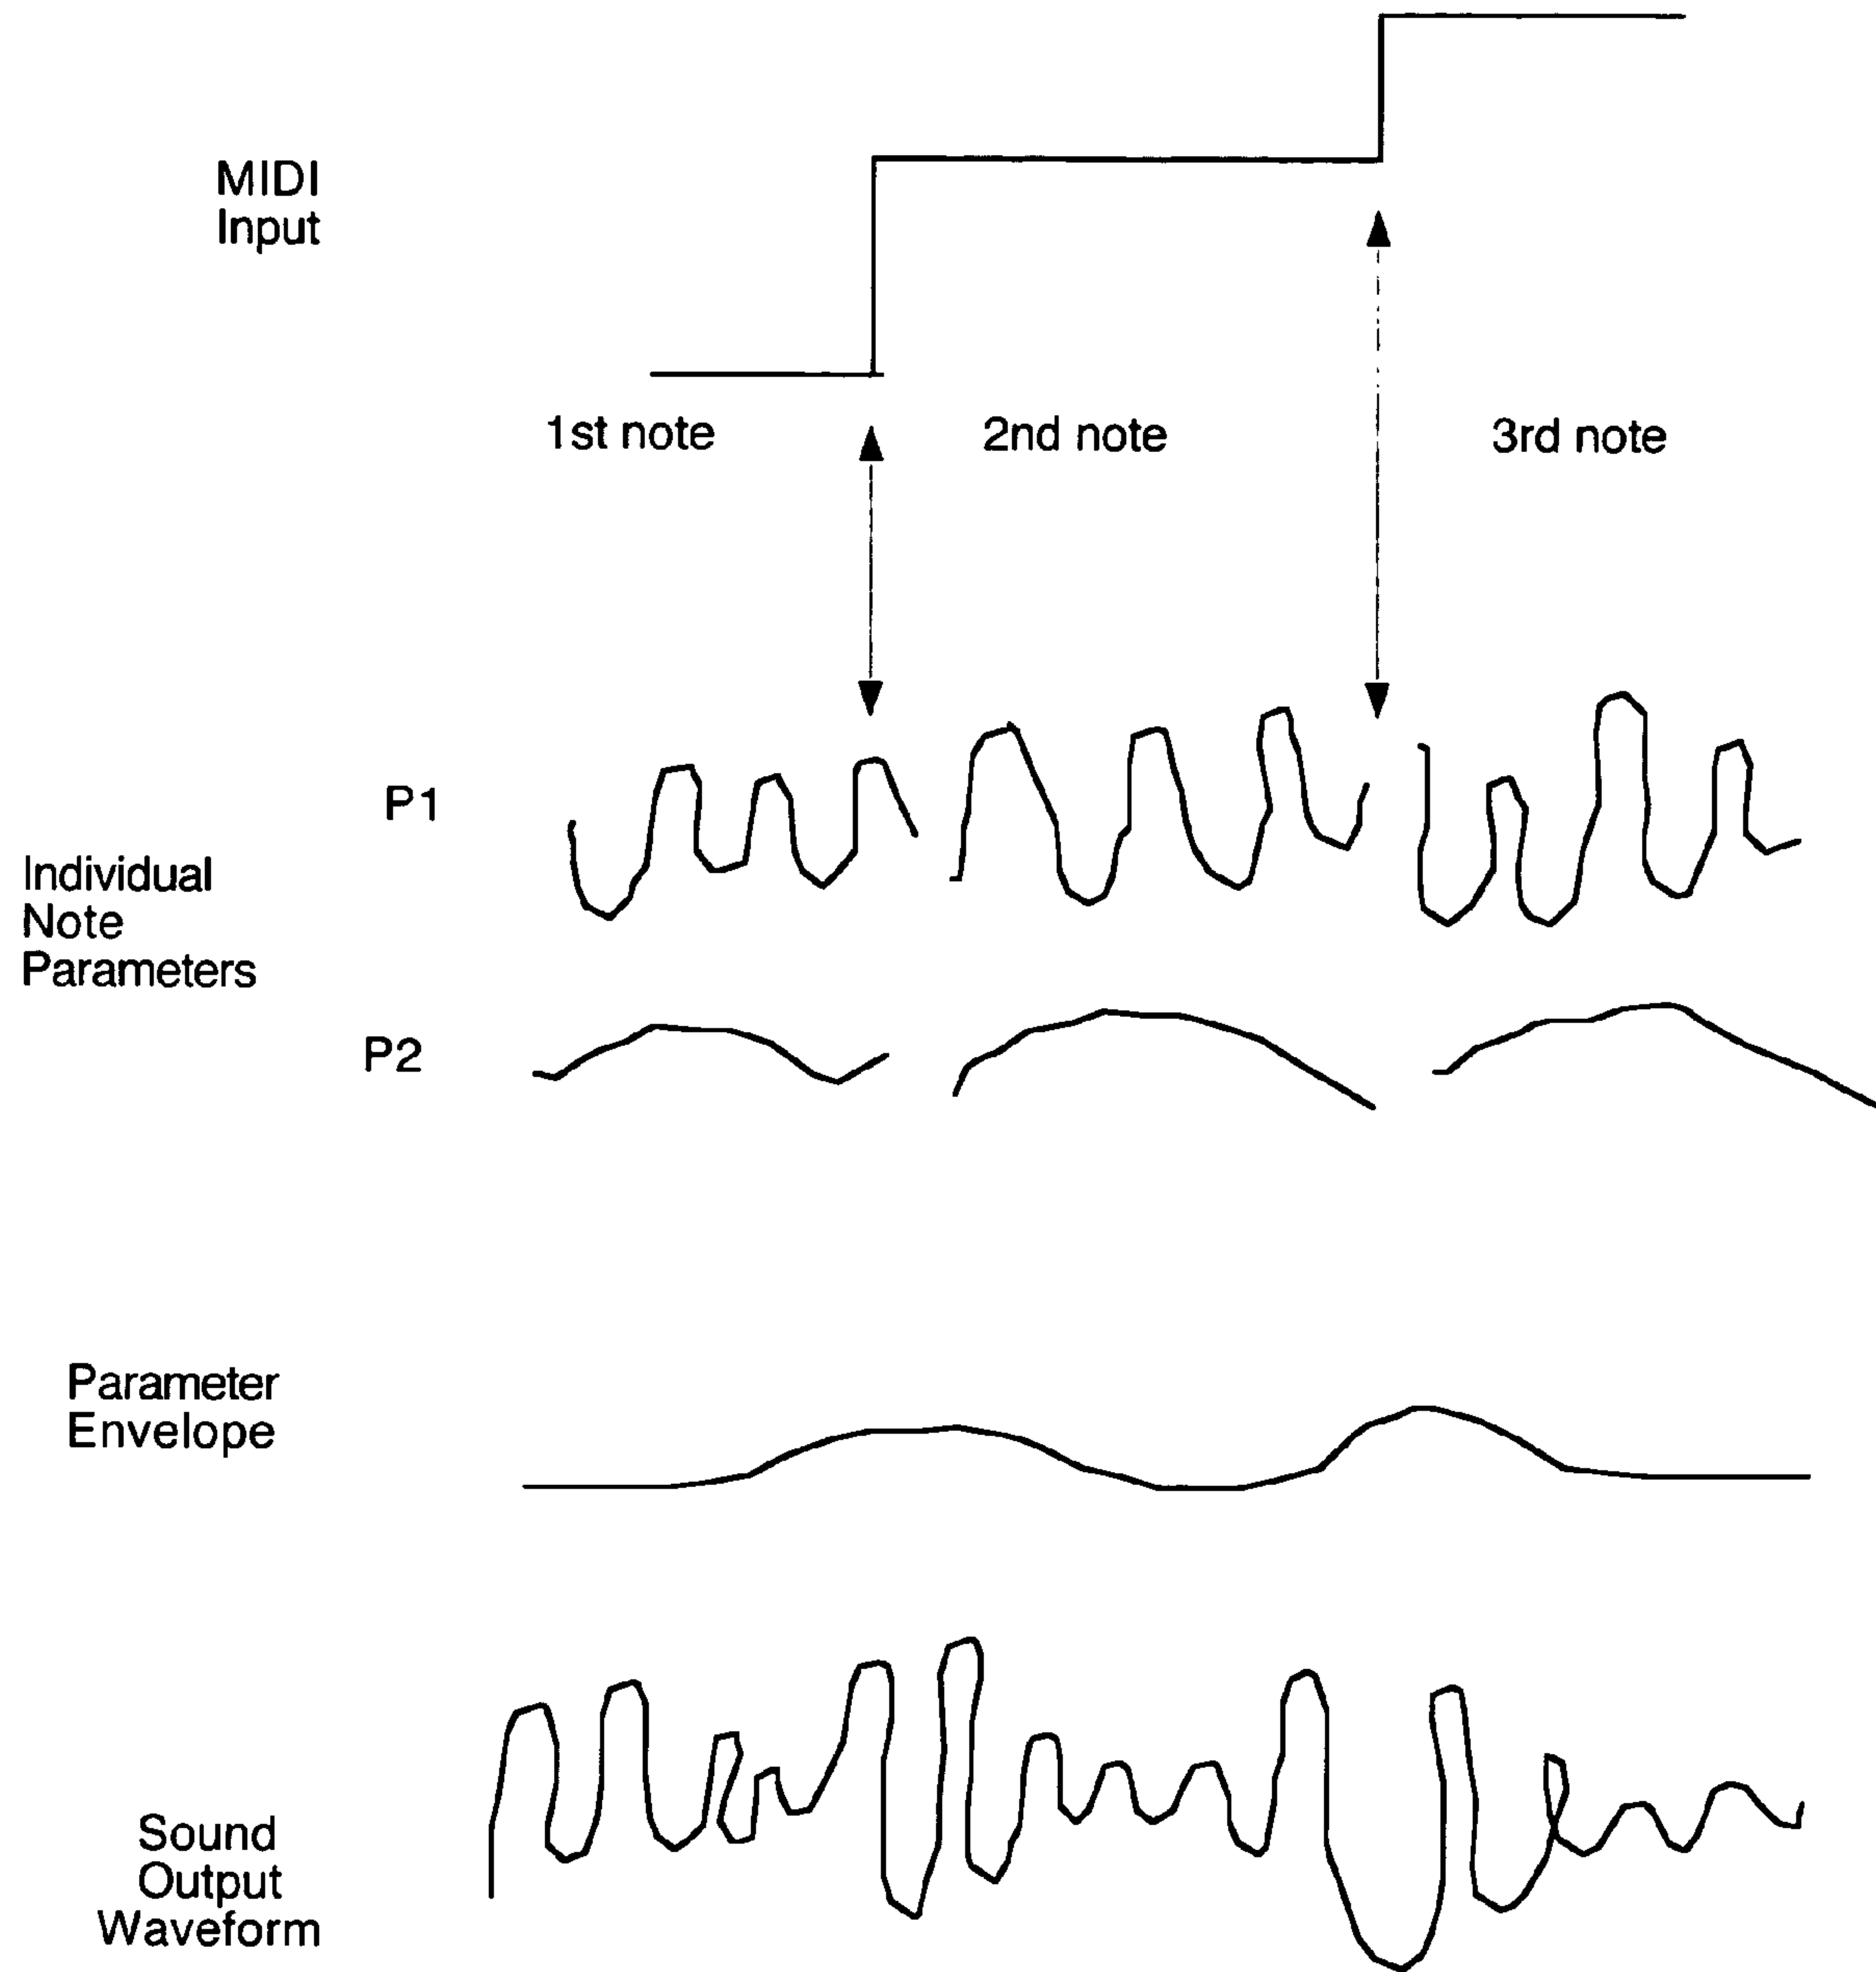 MIDI
Input
1st note
2nd note
3rd note
P1
Individual
Note
Parameters
P2
Parameter
Envelope
Sound
Output
Waveform